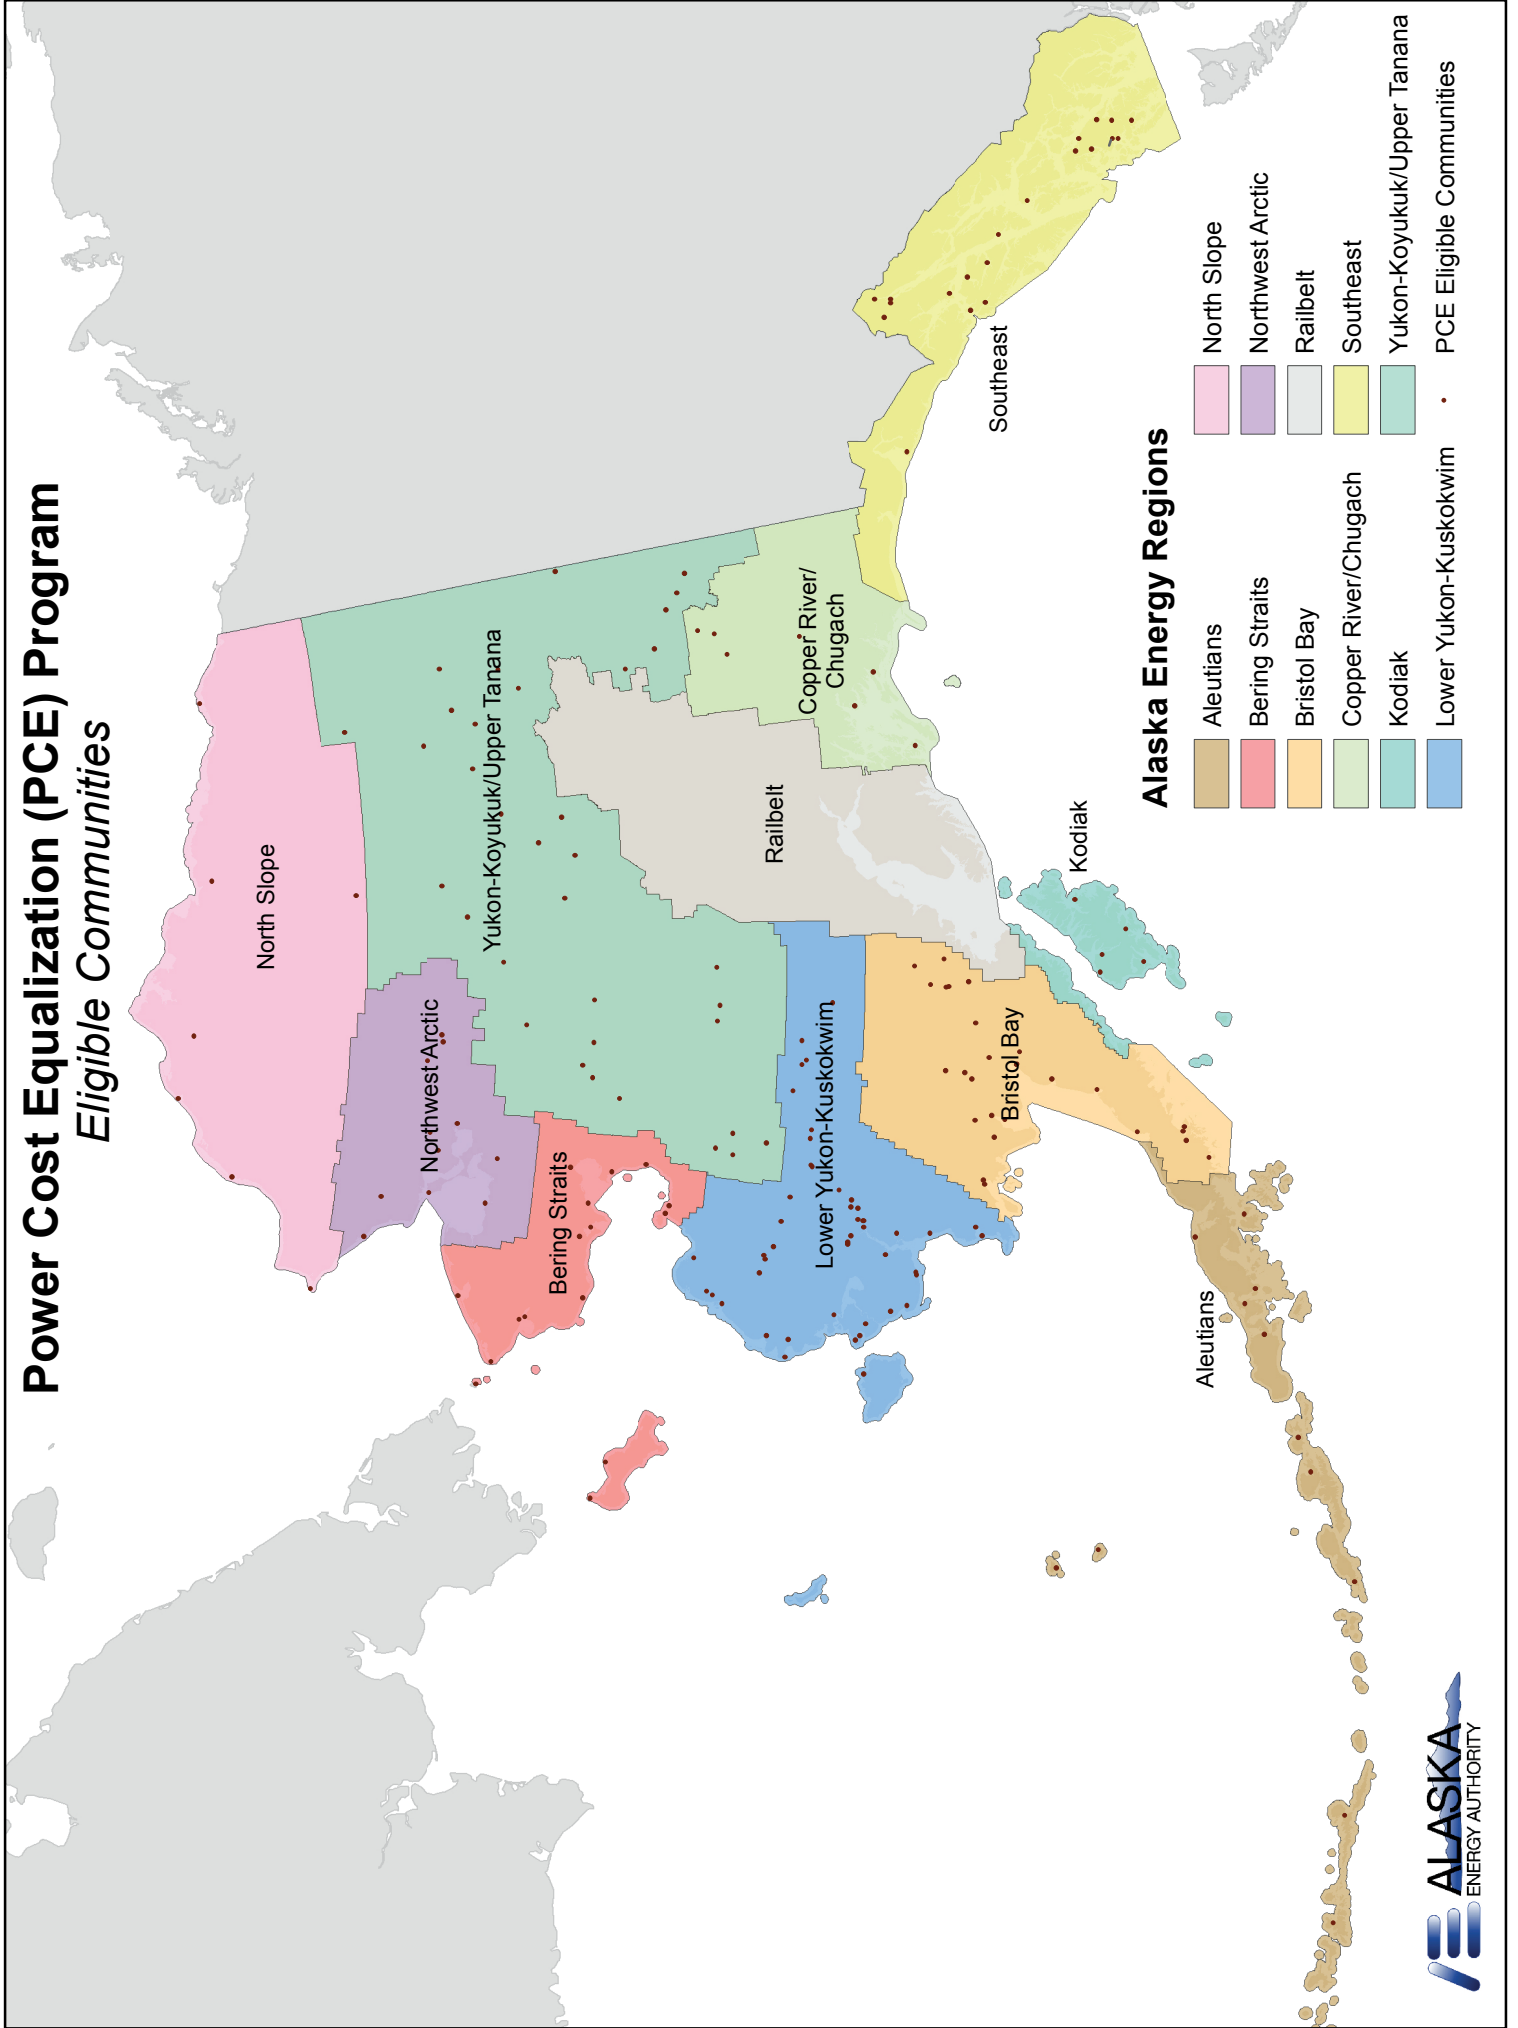 Power Cost Equalization (PCE) Program
Eligible Communities
North Slope
Northwest Arctic
Yukon-Koyukuk/Upper Tanana
Bering Straits
Railbelt
Copper River/
Chugach
Lower Yukon-Kuskokwim
Southeast
Bristol Bay
Kodiak
Aleutians
Alaska Energy Regions
Aleutians
Bering Straits
Bristol Bay
Copper River/Chugach
Kodiak
Lower Yukon-Kuskokwim
North Slope
Northwest Arctic
Railbelt
Southeast
Yukon-Koyukuk/Upper Tanana
PCE Eligible Communities
ALASKA
ENERGY AUTHORITY